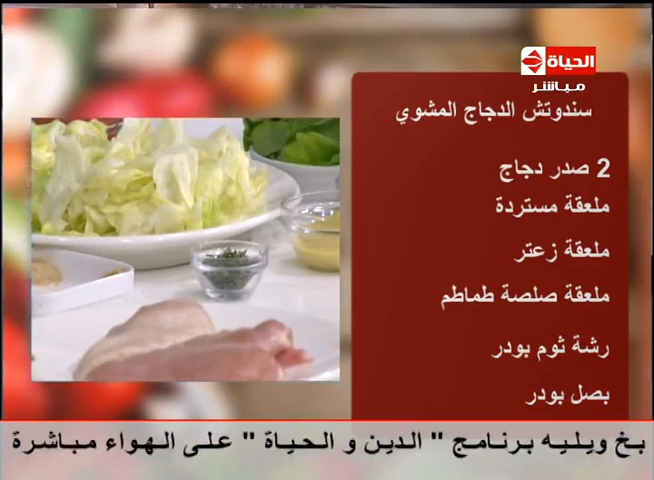 الحياة
مباشر
سندوتش الدجاج المشوي
2 صدر دجاج
ملعقة مستردة
ملعقة زعتر
ملعقة صلصة طماطم
رشة ثوم بودر
بصل بودر
بخ ويليه برنامج " الدين و الحياة " على الهواء مباشرة